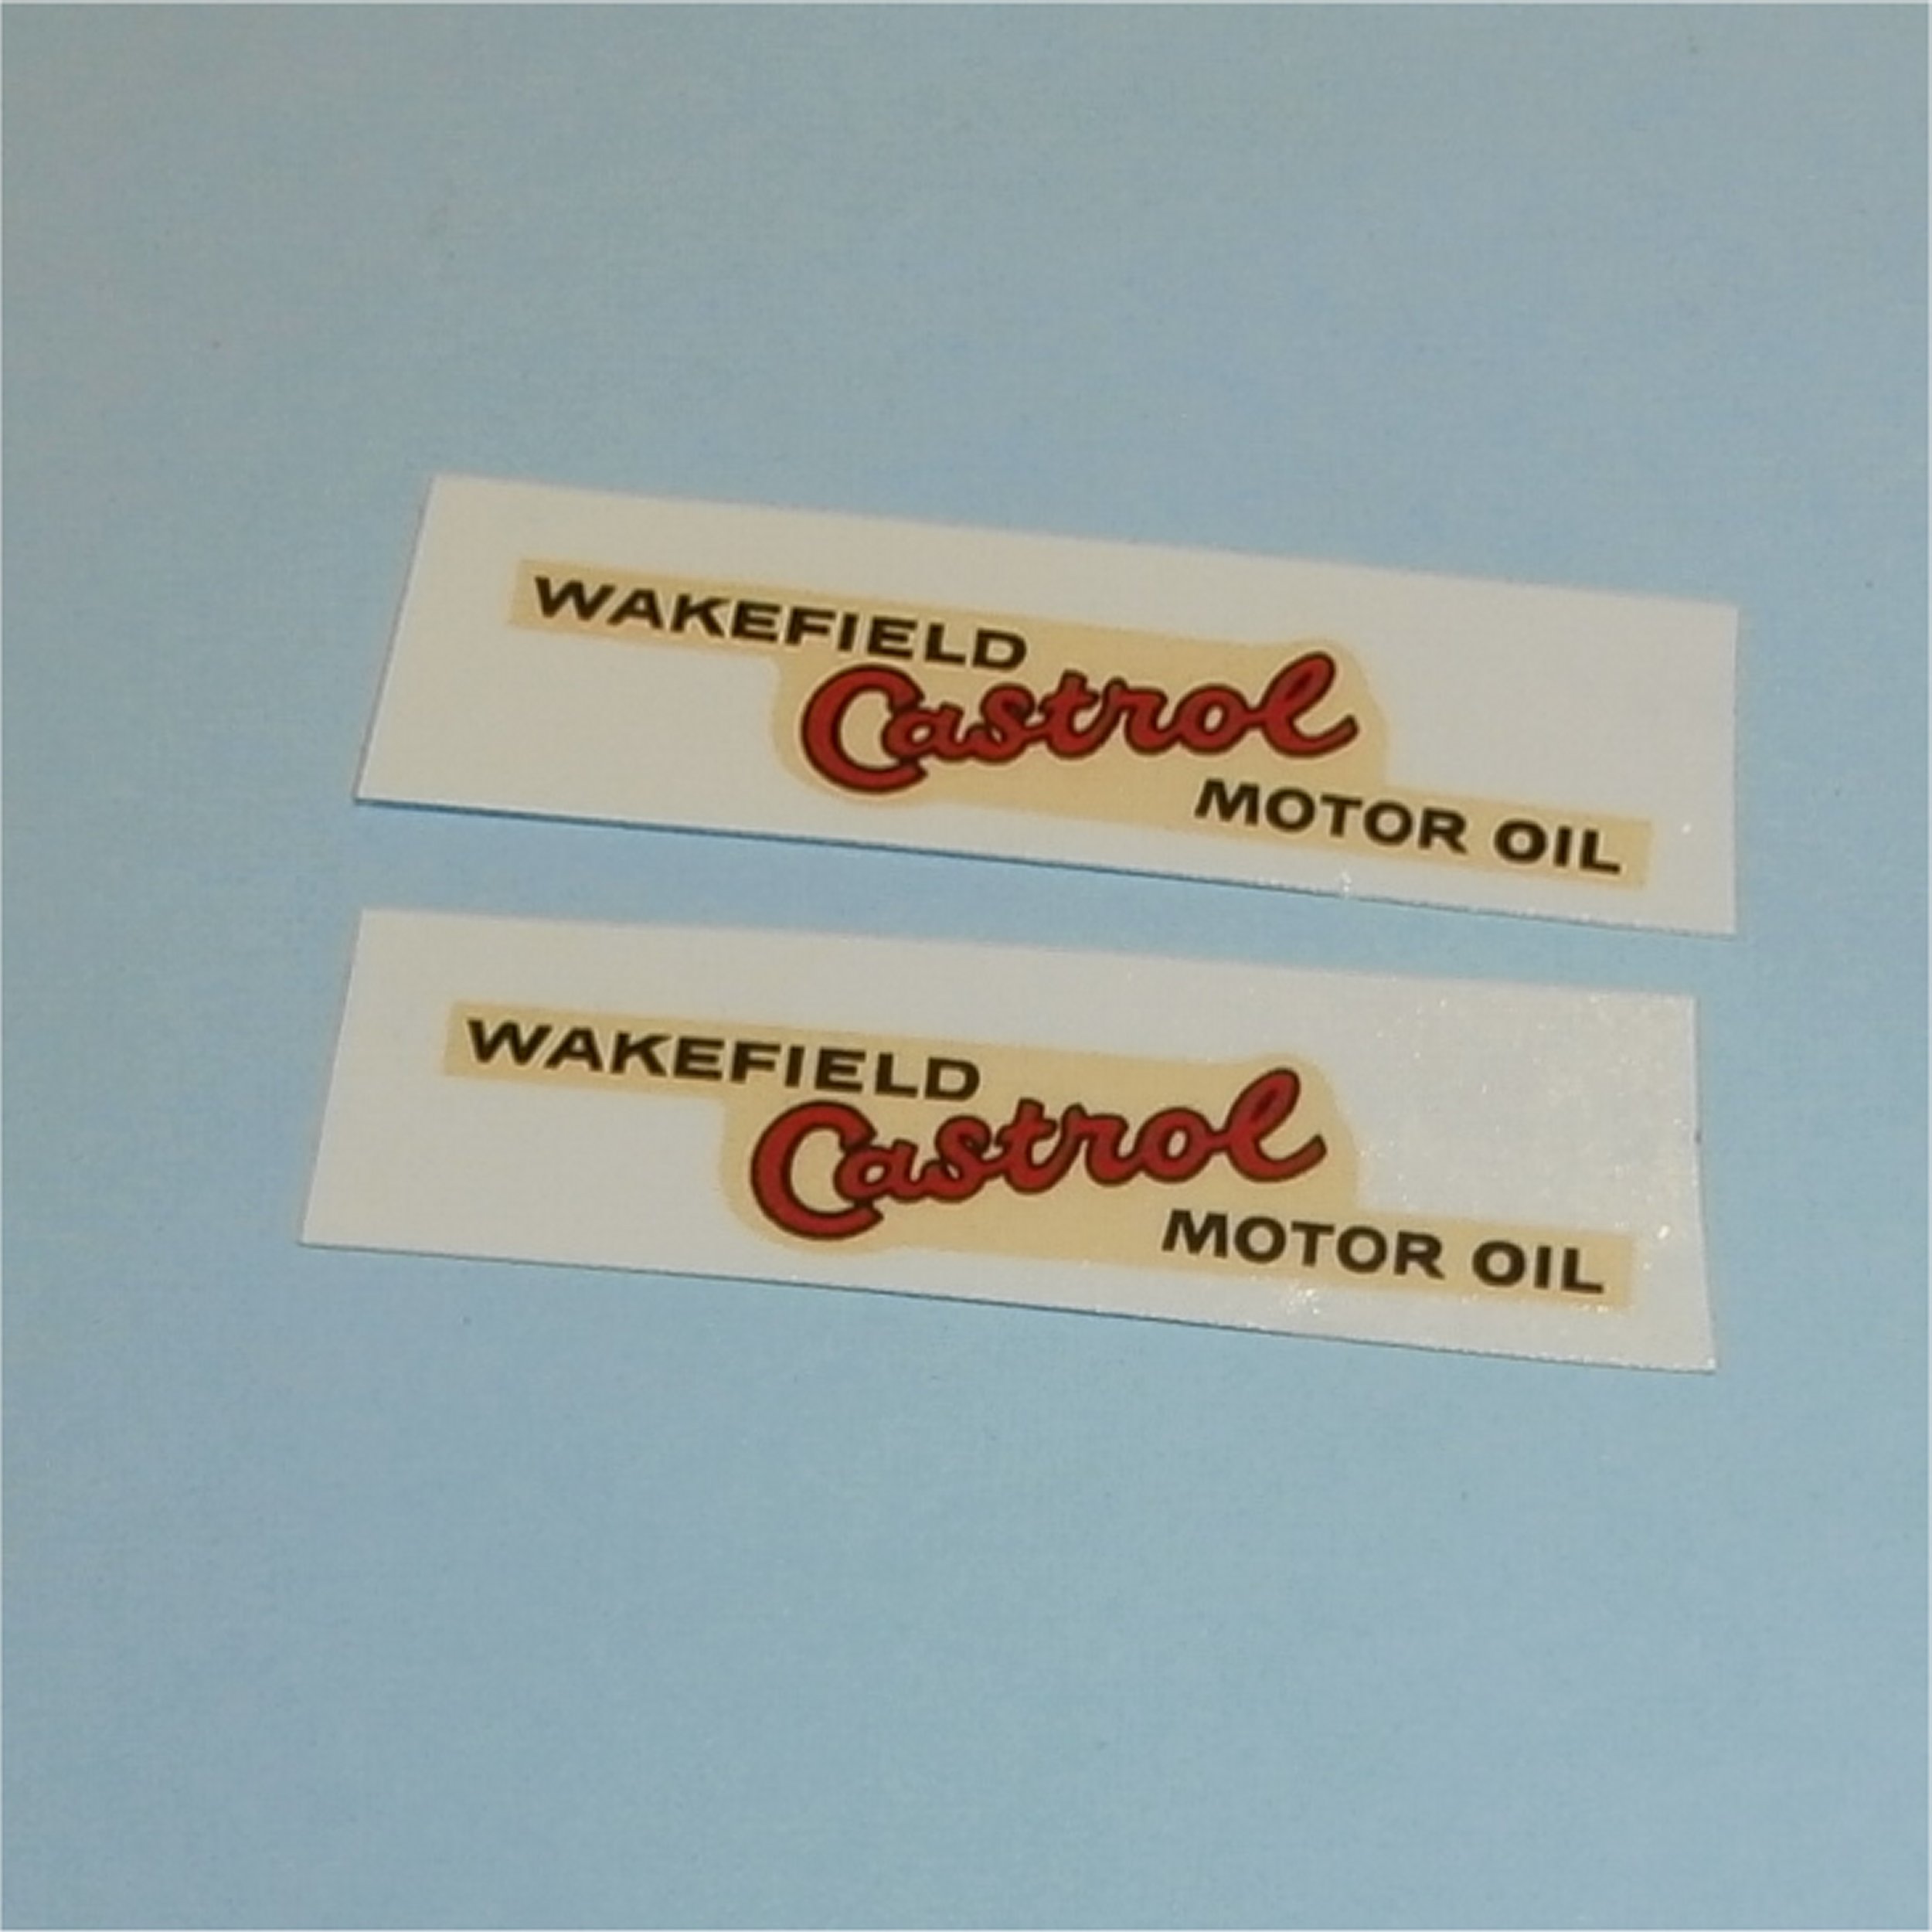 WAKEFIELD
Castrol
MOTOR OIL
WAKEFIELD
Castrol
MOTOR OIL